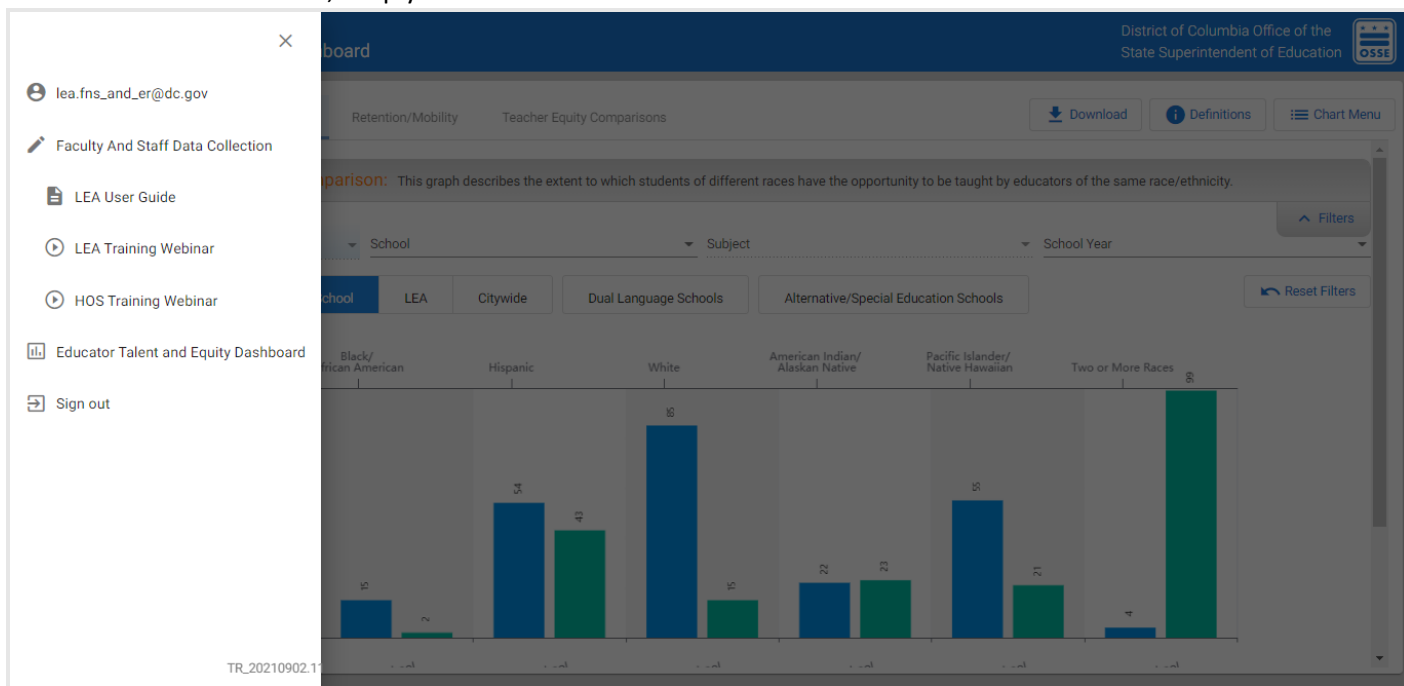 lea.fns_and_er@dc.gov
Faculty And Staff Data Collection
LEA User Guide
LEA Training Webinar
HOS Training Webinar
Educator Talent and Equity Dashboard
Sign out
TR_20210902.11
board
District of Columbia Office of the
State Superintendent of Education
OSSE
Retention/Mobility Teacher Equity Comparisons Download Definitions Chart Menu
parison: This graph describes the extent to which students of different races have the opportunity to be taught by educators of the same race/ethnicity.
Filters
School Subject School Year
chool LEA Citywide Dual Language Schools Alternative/Special Education Schools Reset Filters
Black/ American Indian/ Pacific Islander/
frican American Hispanic White Alaskan Native Native Hawaiian Two or More Races
99
85
54
43
55
15
2
15
22
23
21
4